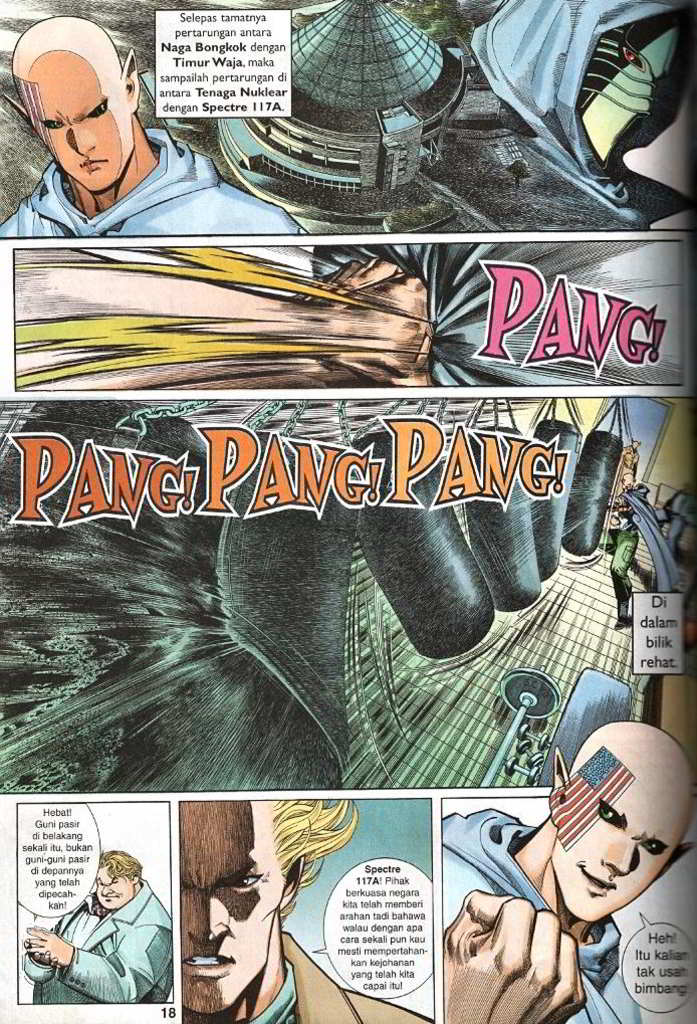 Selepas tamatnya
pertarungan antara
Naga Bongkok dengan
Timur Waja, maka
sampailah pertarungan di
antara Tenaga Nuklear
dengan Spectre 117A.
PANG!
PANG! PANG! PANG!
Di
dalam
bilik
rehat.
Hebat!
Guni pasir
di belakang
sekali itu, bukan
guni-guni pasir
di depannya
yang telah
dipecah-
kan!
Spectre
117A! Pihak
berkuasa negara
kita telah memberi
arahan tadi bahawa
walau dengan apa
cara sekali pun kau
mesti mempertahan-
kan kejohanan
yang telah kita
capai itu!
Heh!
Itu kalian
tak usah
bimbang!
18